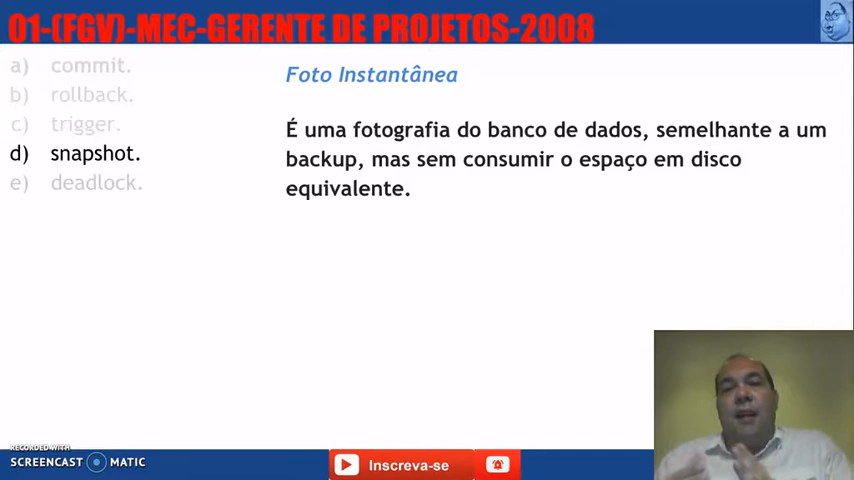 01-(FGV)-MEC-GERENTE DE PROJETOS-2008
a) commit.
b) rollback.
c) trigger.
d) snapshot.
e) deadlock.
Foto Instantânea
É uma fotografia do banco de dados, semelhante a um
backup, mas sem consumir o espaço em disco
equivalente.
RECORDED WITH
SCREENCAST MATIC
Inscreva-se